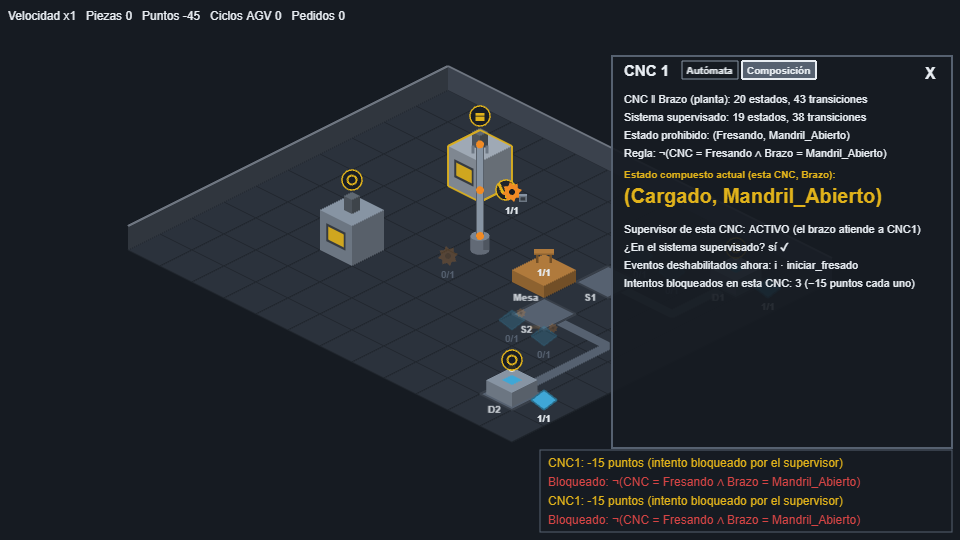 Velocidad x1 Piezas 0 Puntos -45 Ciclos AGV 0 Pedidos 0
CNC 1 Autómata Composición X
CNC ∥ Brazo (planta): 20 estados, 43 transiciones
Sistema supervisado: 19 estados, 38 transiciones
Estado prohibido: (Fresando, Mandril_Abierto)
Regla: ¬(CNC = Fresando ∧ Brazo = Mandril_Abierto)
Estado compuesto actual (esta CNC, Brazo):
(Cargado, Mandril_Abierto)
Supervisor de esta CNC: ACTIVO (el brazo atiende a CNC1)
¿En el sistema supervisado? sí ✓
Eventos deshabilitados ahora: i · iniciar_fresado
Intentos bloqueados en esta CNC: 3 (−15 puntos cada uno)
1/1
0/1
1/1
Mesa
S1
S2
0/1
0/1
D1
1/1
D2
1/1
CNC1: -15 puntos (intento bloqueado por el supervisor)
Bloqueado: ¬(CNC = Fresando ∧ Brazo = Mandril_Abierto)
CNC1: -15 puntos (intento bloqueado por el supervisor)
Bloqueado: ¬(CNC = Fresando ∧ Brazo = Mandril_Abierto)